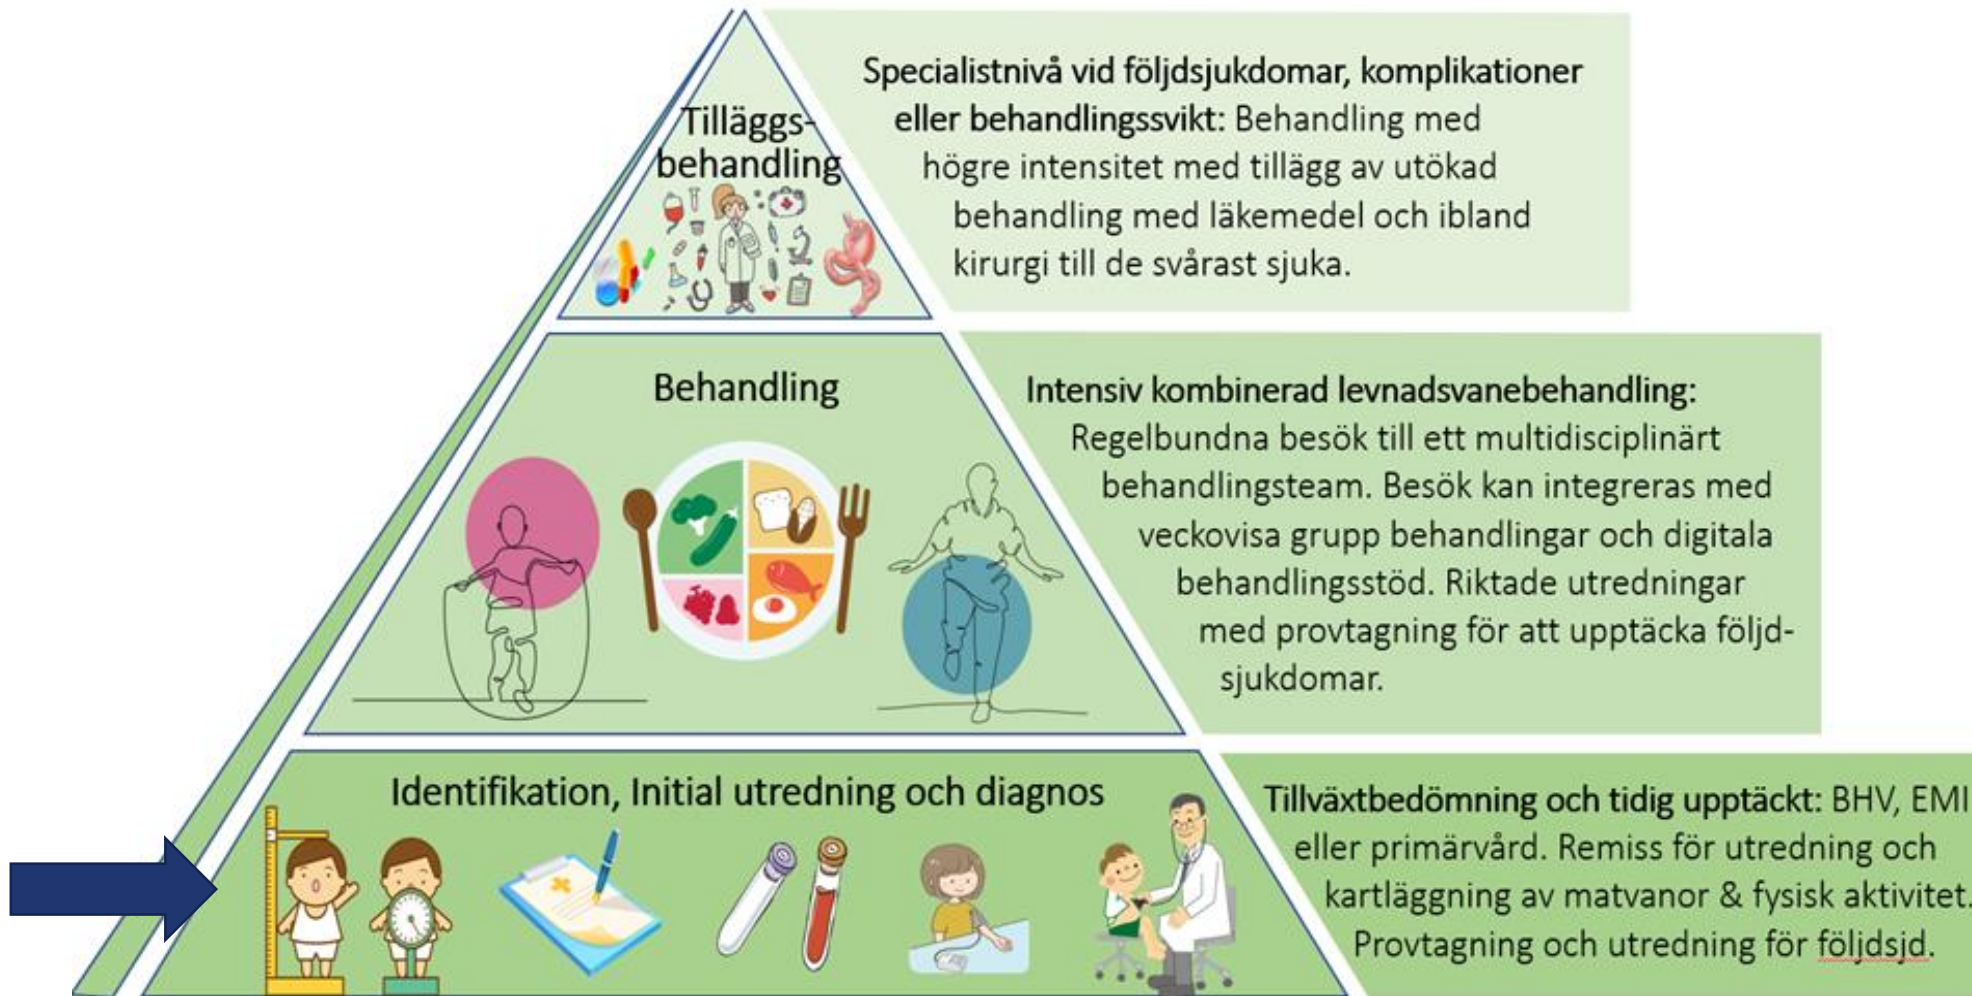 Tilläggs-
behandling
Specialistnivå vid följdsjukdomar, komplikationer
eller behandlingssvikt: Behandling med
högre intensitet med tillägg av utökad
behandling med läkemedel och ibland
kirurgi till de svårast sjuka.
Behandling
Intensiv kombinerad levnadsvanebehandling:
Regelbundna besök till ett multidisciplinärt
behandlingsteam. Besök kan integreras med
veckovisa grupp behandlingar och digitala
behandlingsstöd. Riktade utredningar
med provtagning för att upptäcka följd-
sjukdomar.
Identifikation, Initial utredning och diagnos
Tillväxtbedömning och tidig upptäckt: BHV, EMI
eller primärvård. Remiss för utredning och
kartläggning av matvanor & fysisk aktivitet.
Provtagning och utredning för följdsjd.